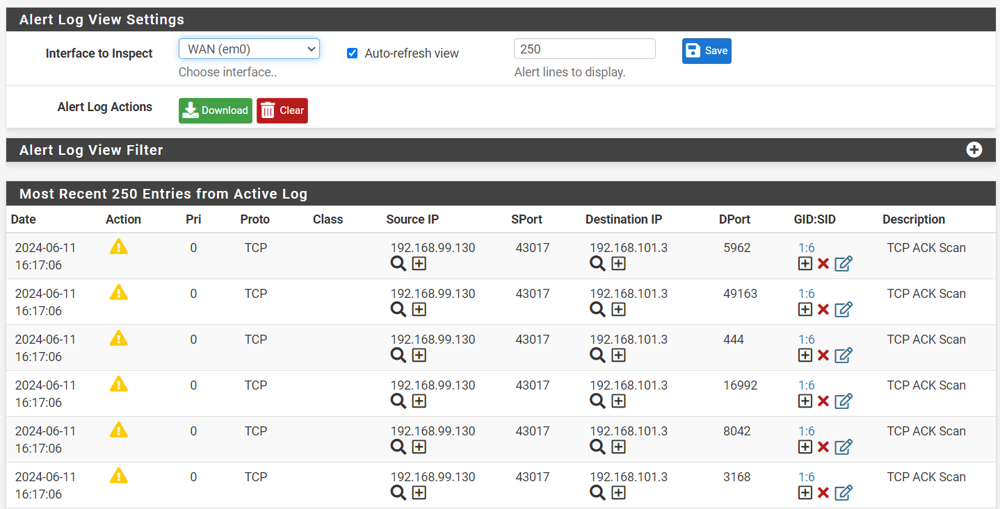 Alert Log View Settings
Interface to Inspect WAN (em0) Auto-refresh view 250 Save
Choose interface.. Alert lines to display.
Alert Log Actions Download Clear
Alert Log View Filter
Most Recent 250 Entries from Active Log
Date Action Pri Proto Class Source IP SPort Destination IP DPort GID:SID Description
2024-06-11 0 TCP 192.168.99.130 43017 192.168.101.3 5962 1:6 TCP ACK Scan
16:17:06
2024-06-11 0 TCP 192.168.99.130 43017 192.168.101.3 49163 1:6 TCP ACK Scan
16:17:06
2024-06-11 0 TCP 192.168.99.130 43017 192.168.101.3 444 1:6 TCP ACK Scan
16:17:06
2024-06-11 0 TCP 192.168.99.130 43017 192.168.101.3 16992 1:6 TCP ACK Scan
16:17:06
2024-06-11 0 TCP 192.168.99.130 43017 192.168.101.3 8042 1:6 TCP ACK Scan
16:17:06
2024-06-11 0 TCP 192.168.99.130 43017 192.168.101.3 3168 1:6 TCP ACK Scan
16:17:06